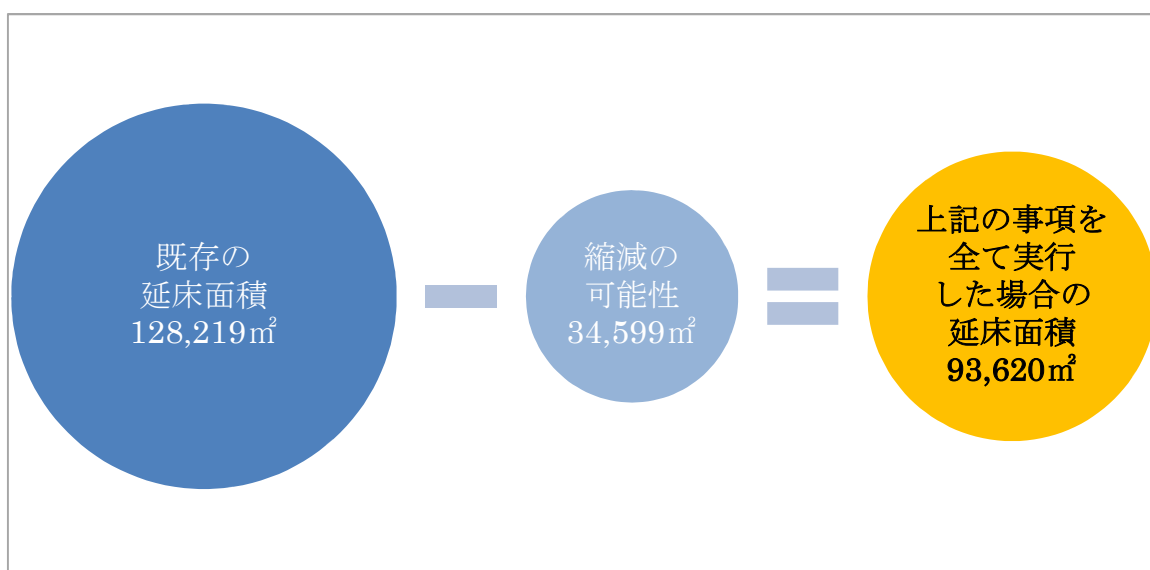 既存の
延床面積
128,219㎡
縮減の
可能性
34,599㎡
上記の事項を
全て実行
した場合の
延床面積
93,620㎡